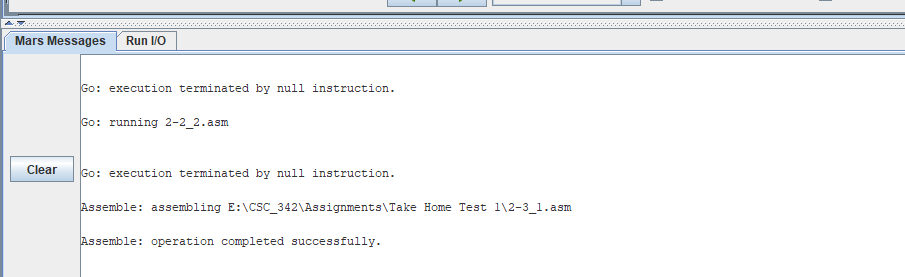 Mars Messages Run I/O
Go: execution terminated by null instruction.
Go: running 2-2_2.asm
Go: execution terminated by null instruction.
Clear
Assemble: assembling E:\CSC_342\Assignments\Take Home Test 1\2-3_1.asm
Assemble: operation completed successfully.